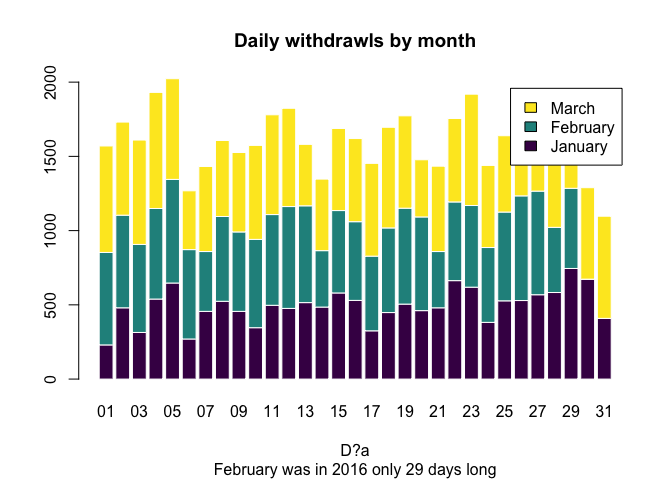 Daily withdrawls by month
2000
1500
1000
500
0
March
February
January
01 03 05 07 09 11 13 15 17 19 21 23 25 27 29 31
D?a
February was in 2016 only 29 days long